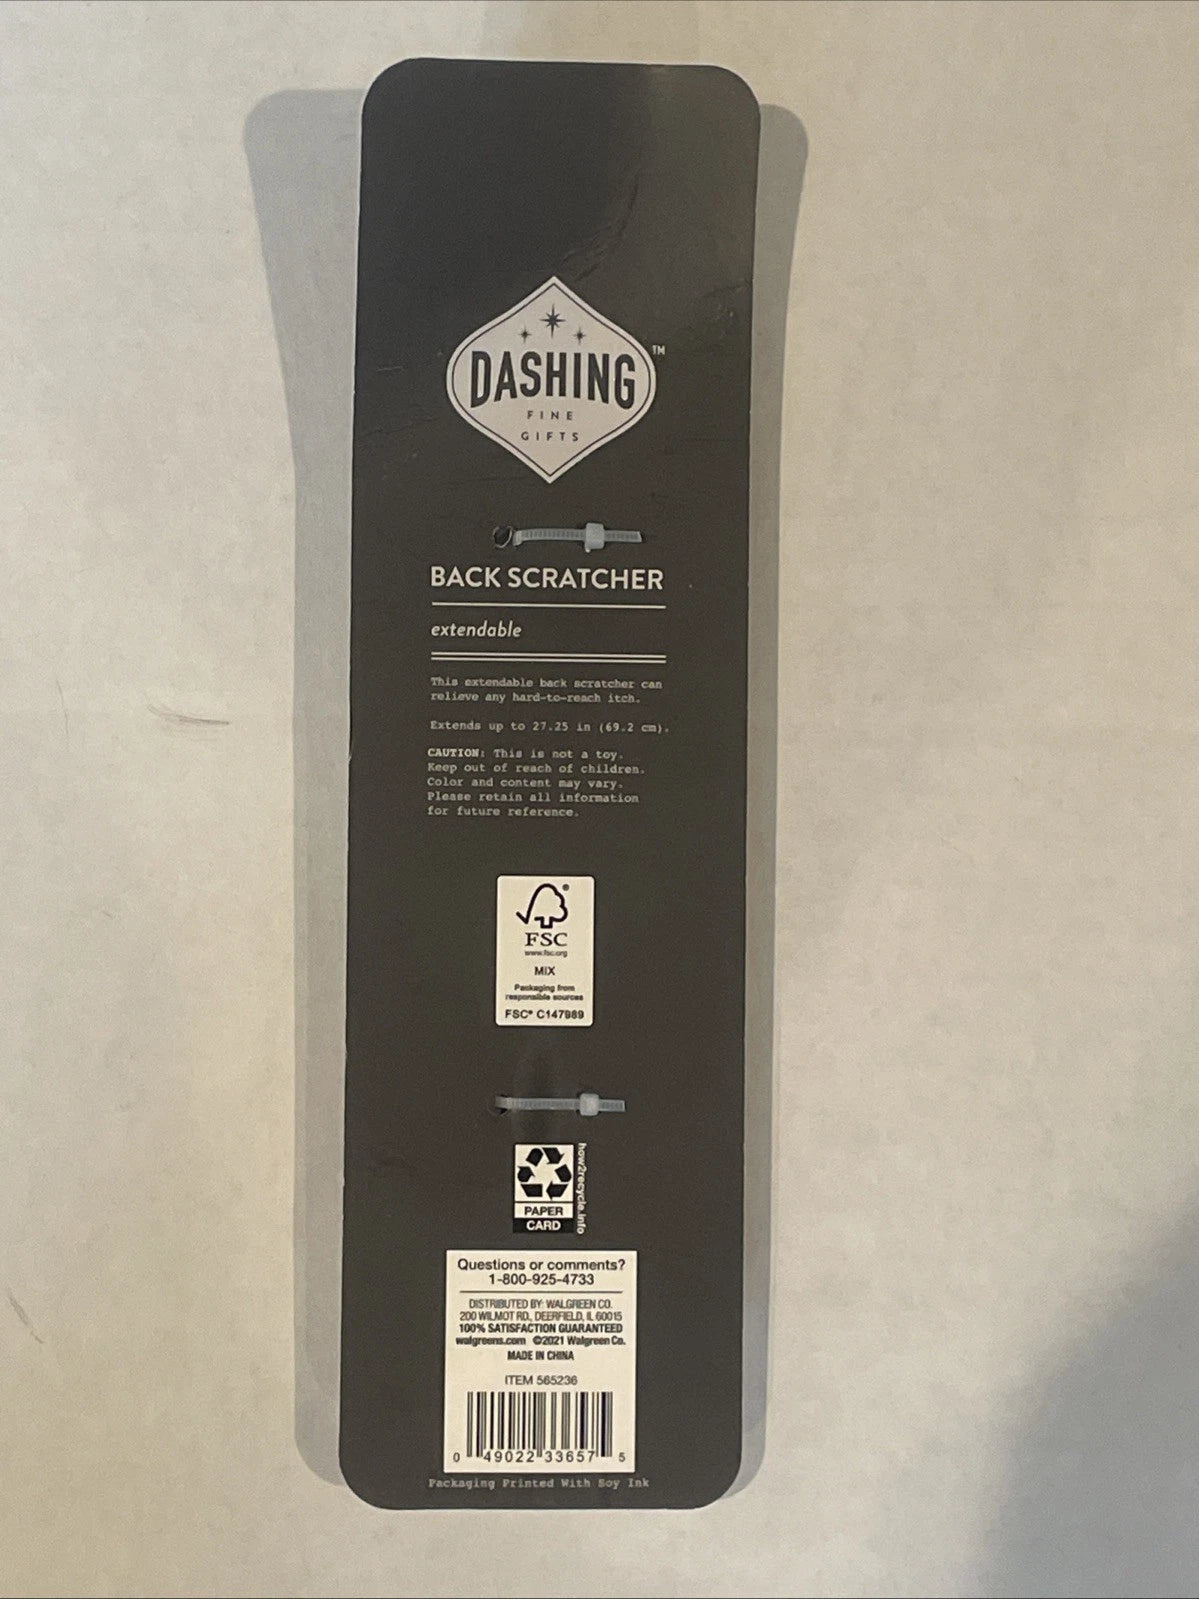 DASHING
TM
FINE
GIFTS
BACK SCRATCHER
extendable
This extendable back scratcher can
relieve any hard-to-reach itch.
Extends up to 27.25 in (69.2 cm).
CAUTION: This is not a toy.
Keep out of reach of children.
Color and content may vary.
Please retain all information
for future reference.
®
FSC
www.fsc.org
MIX
Packaging from
responsible sources
FSC® C147989
how2recycle.info
PAPER
CARD
Questions or comments?
1-800-925-4733
DISTRIBUTED BY: WALGREEN CO.
200 WILMOT RD., DEERFIELD, IL 60015
100% SATISFACTION GUARANTEED
walgreens.com ©2021 Walgreen Co.
MADE IN CHINA
ITEM 565236
0 49022 33657 5
Packaging Printed With Soy Ink